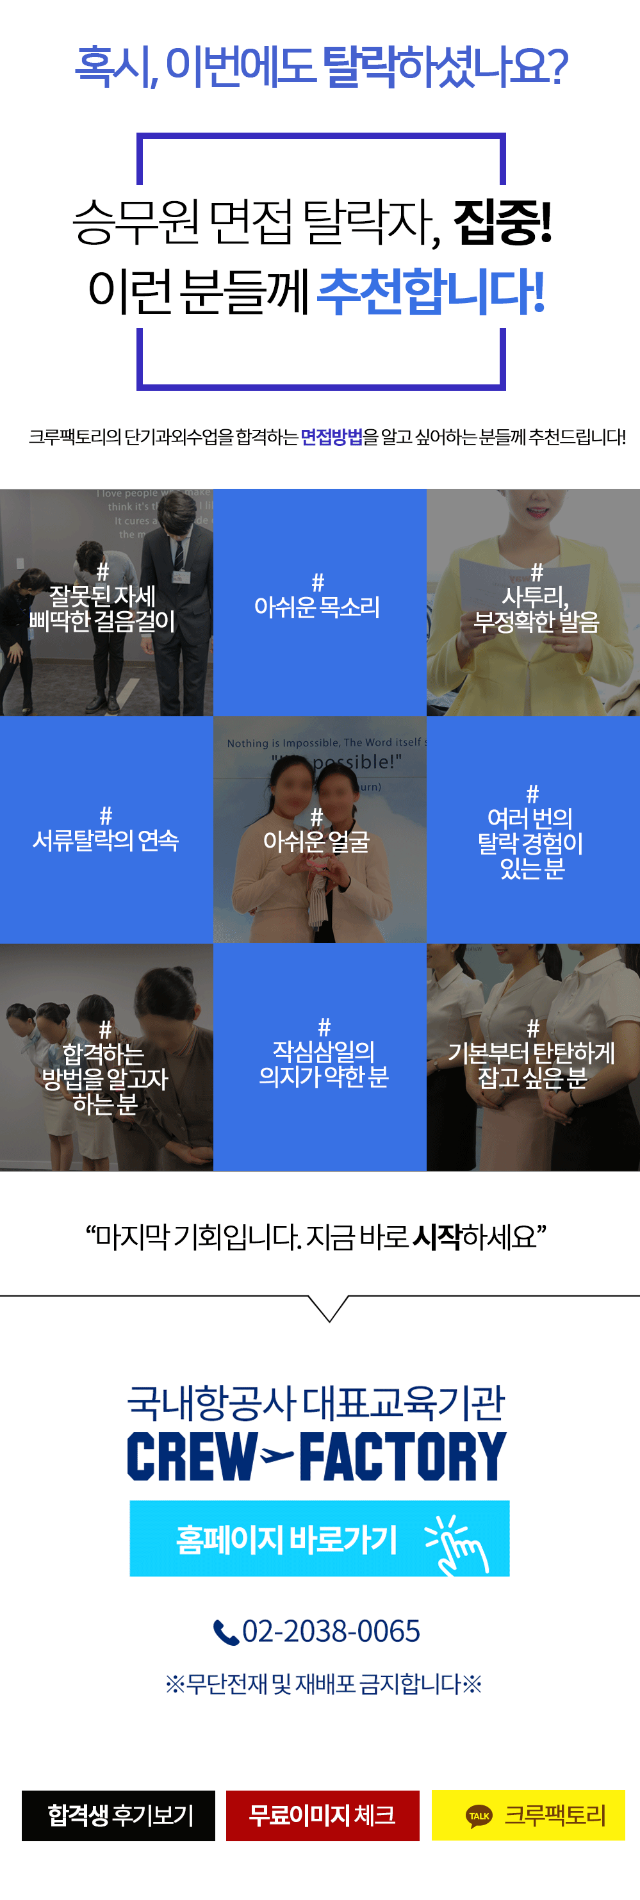 혹시, 이번에도 탈락하셨나요?
승무원 면접 탈락자, 집중!
이런 분들께 추천합니다!
크루팩토리의 단기과외수업을 합격하는 면접방법을 알고 싶어하는 분들께 추천드립니다!
I love people w make
think it's th I li
It cures a de
the m
#
잘못된 자세
삐딱한 걸음걸이
#
아쉬운 목소리
#
사투리,
부정확한 발음
#
서류탈락의 연속
Nothing is impossible. The Word itself s
possible!"
urn)
#
아쉬운 얼굴
#
여러 번의
탈락 경험이
있는 분
#
합격하는
방법을 알고자
하는 분
#
작심삼일의
의지가 약한 분
#
기본부터 탄탄하게
잡고 싶은 분
“마지막 기회입니다. 지금 바로 시작하세요”
국내항공사 대표교육기관
CREW FACTORY
홈페이지 바로가기
02-2038-0065
※무단전재 및 재배포 금지합니다※
합격생 후기보기
무료이미지 체크
TALK 크루팩토리